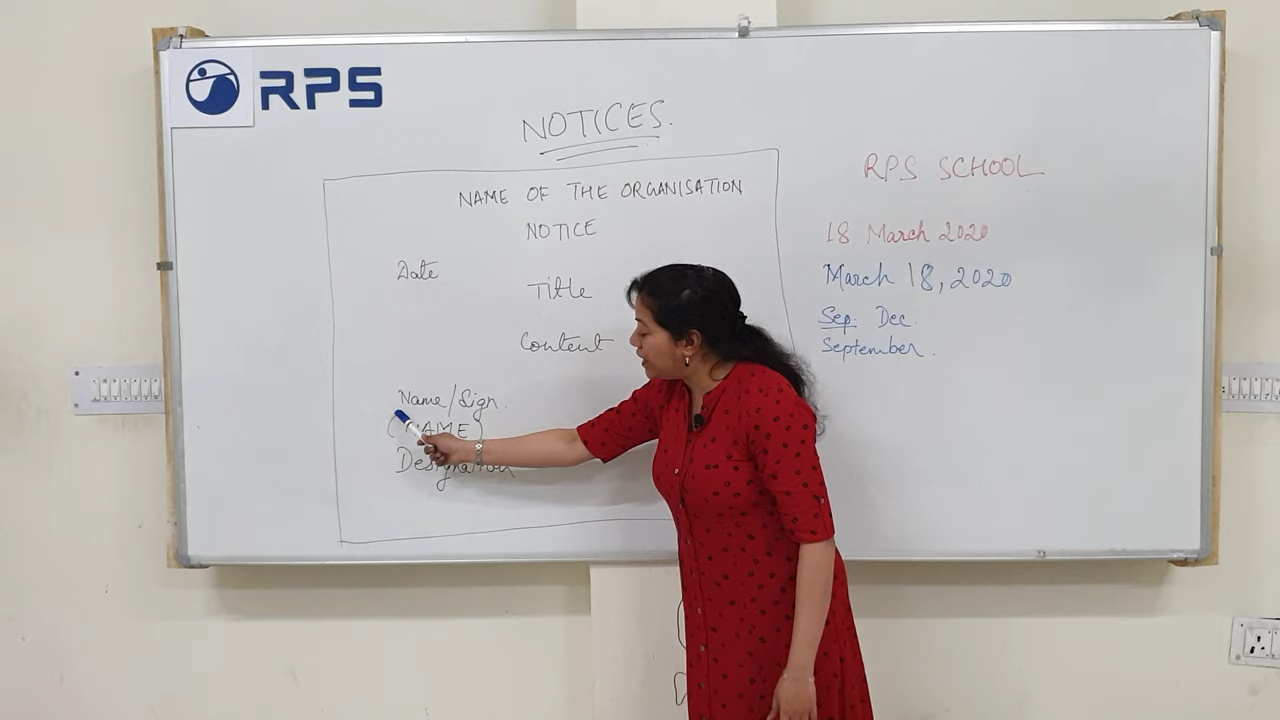 RPS
NOTICES.
NAME OF THE ORGANISATION
NOTICE
Date
Title
Content
Name/Sign.
(NAME)
Designation
RPS SCHOOL
18 March 2020
March 18, 2020
Sep. Dec.
September.